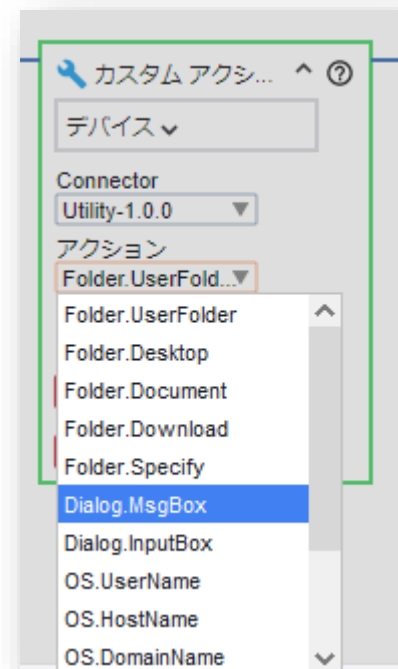 カスタム アクシ...
デバイス
Connector
Utility-1.0.0
アクション
Folder.UserFold...
Folder.UserFolder
Folder.Desktop
Folder.Document
Folder.Download
Folder.Specify
Dialog.MsgBox
Dialog.InputBox
OS.UserName
OS.HostName
OS.DomainName